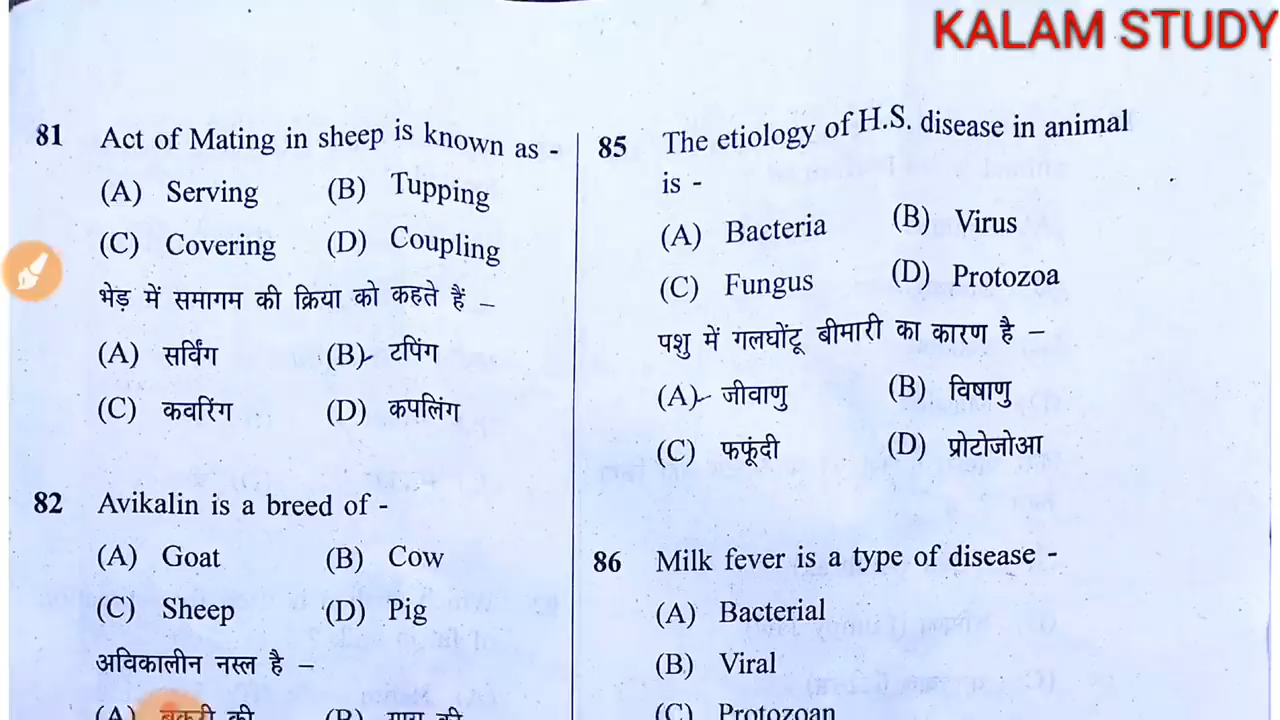 KALAM STUDY
81 Act of Mating in sheep is known as -
(A) Serving (B) Tupping
(C) Covering (D) Coupling
भेड़ में समागम की क्रिया को कहते हैं –
(A) सर्विंग (B) टपिंग
(C) कवरिंग (D) कपलिंग
82 Avikalin is a breed of -
(A) Goat (B) Cow
(C) Sheep (D) Pig
अविकालीन नस्ल है –
(A) बकरी की (B) गाय की
85 The etiology of H.S. disease in animal
is -
(A) Bacteria (B) Virus
(C) Fungus (D) Protozoa
पशु में गलघोंटू बीमारी का कारण है –
(A) जीवाणु (B) विषाणु
(C) फफूंदी (D) प्रोटोजोआ
86 Milk fever is a type of disease -
(A) Bacterial
(B) Viral
(C) Protozoan